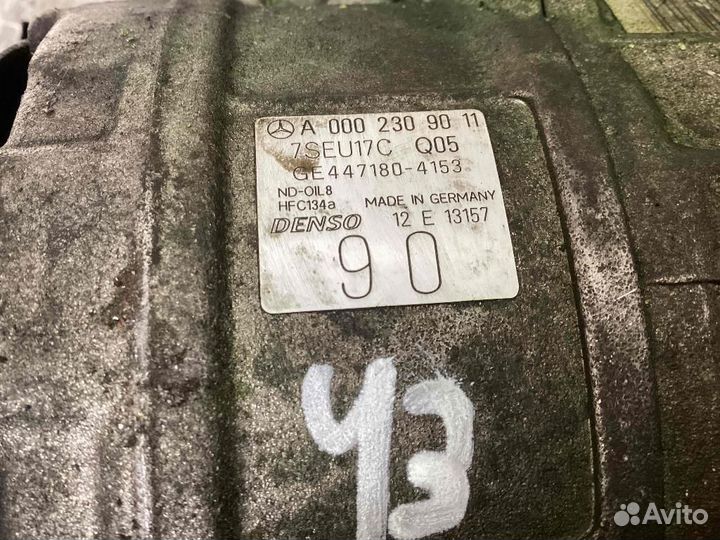 A 000 230 90 11
7SEU17C Q05
GE447180-4153
ND-OIL8
HFC134a MADE IN GERMANY
DENSO 12 E 13157
90
43
Avito